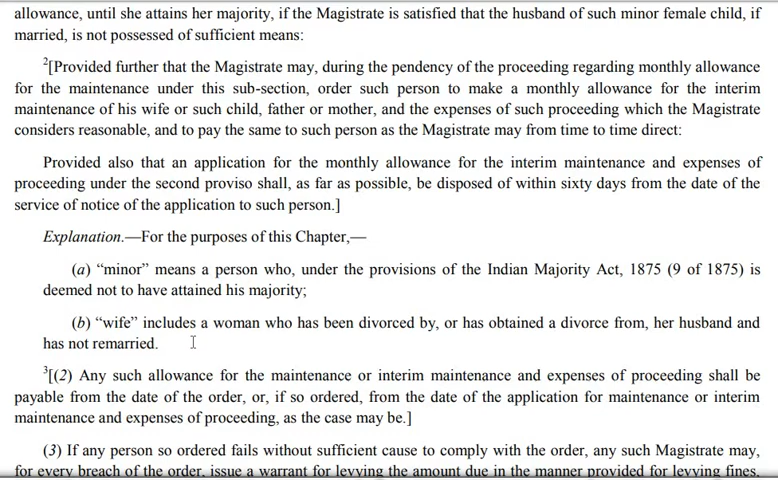 allowance, until she attains her majority, if the Magistrate is satisfied that the husband of such minor female child, if
married, is not possessed of sufficient means:
2[Provided further that the Magistrate may, during the pendency of the proceeding regarding monthly allowance
for the maintenance under this sub-section, order such person to make a monthly allowance for the interim
maintenance of his wife or such child, father or mother, and the expenses of such proceeding which the Magistrate
considers reasonable, and to pay the same to such person as the Magistrate may from time to time direct:
Provided also that an application for the monthly allowance for the interim maintenance and expenses of
proceeding under the second proviso shall, as far as possible, be disposed of within sixty days from the date of the
service of notice of the application to such person.]
Explanation.—For the purposes of this Chapter,—
(a) “minor” means a person who, under the provisions of the Indian Majority Act, 1875 (9 of 1875) is
deemed not to have attained his majority;
(b) “wife” includes a woman who has been divorced by, or has obtained a divorce from, her husband and
has not remarried.
3[(2) Any such allowance for the maintenance or interim maintenance and expenses of proceeding shall be
payable from the date of the order, or, if so ordered, from the date of the application for maintenance or interim
maintenance and expenses of proceeding, as the case may be.]
(3) If any person so ordered fails without sufficient cause to comply with the order, any such Magistrate may,
for every breach of the order, issue a warrant for levying the amount due in the manner provided for levying fines,